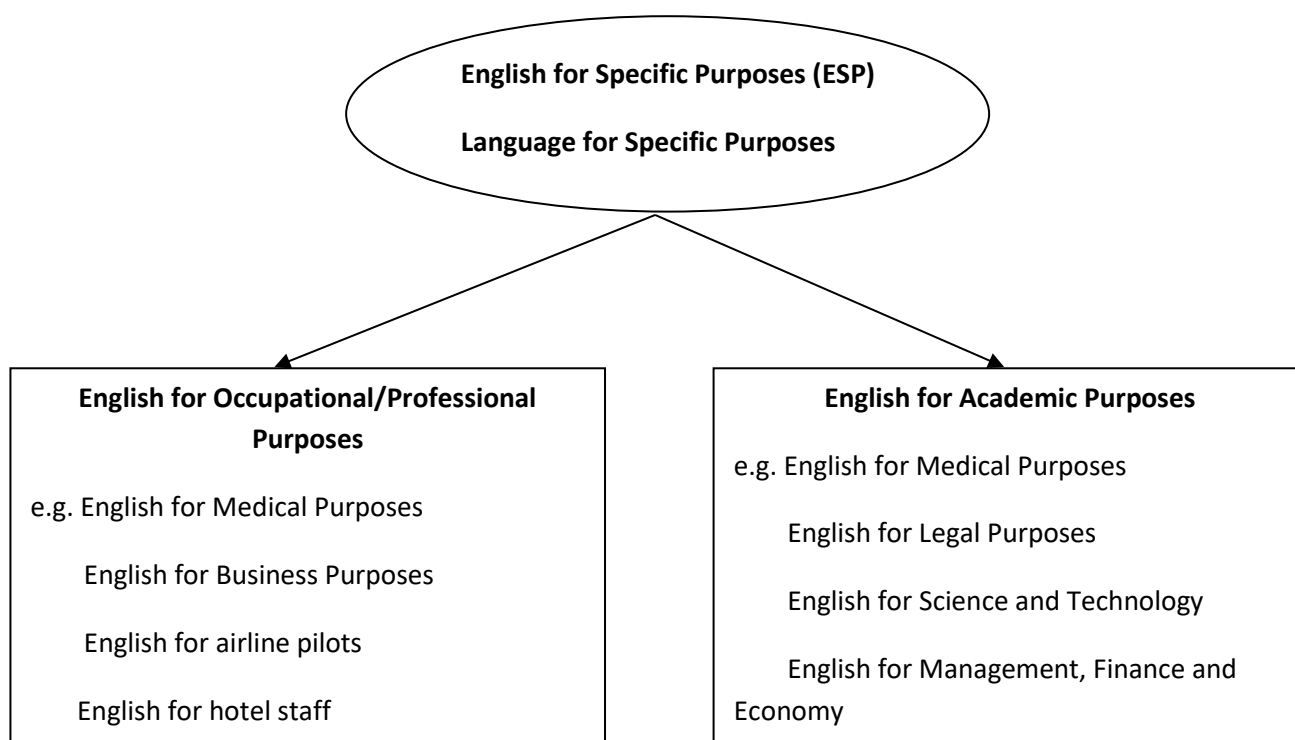 English for Specific Purposes (ESP)
Language for Specific Purposes
English for Occupational/Professional
Purposes
e.g. English for Medical Purposes
English for Business Purposes
English for airline pilots
English for hotel staff
English for Academic Purposes
e.g. English for Medical Purposes
English for Legal Purposes
English for Science and Technology
English for Management, Finance and
Economy